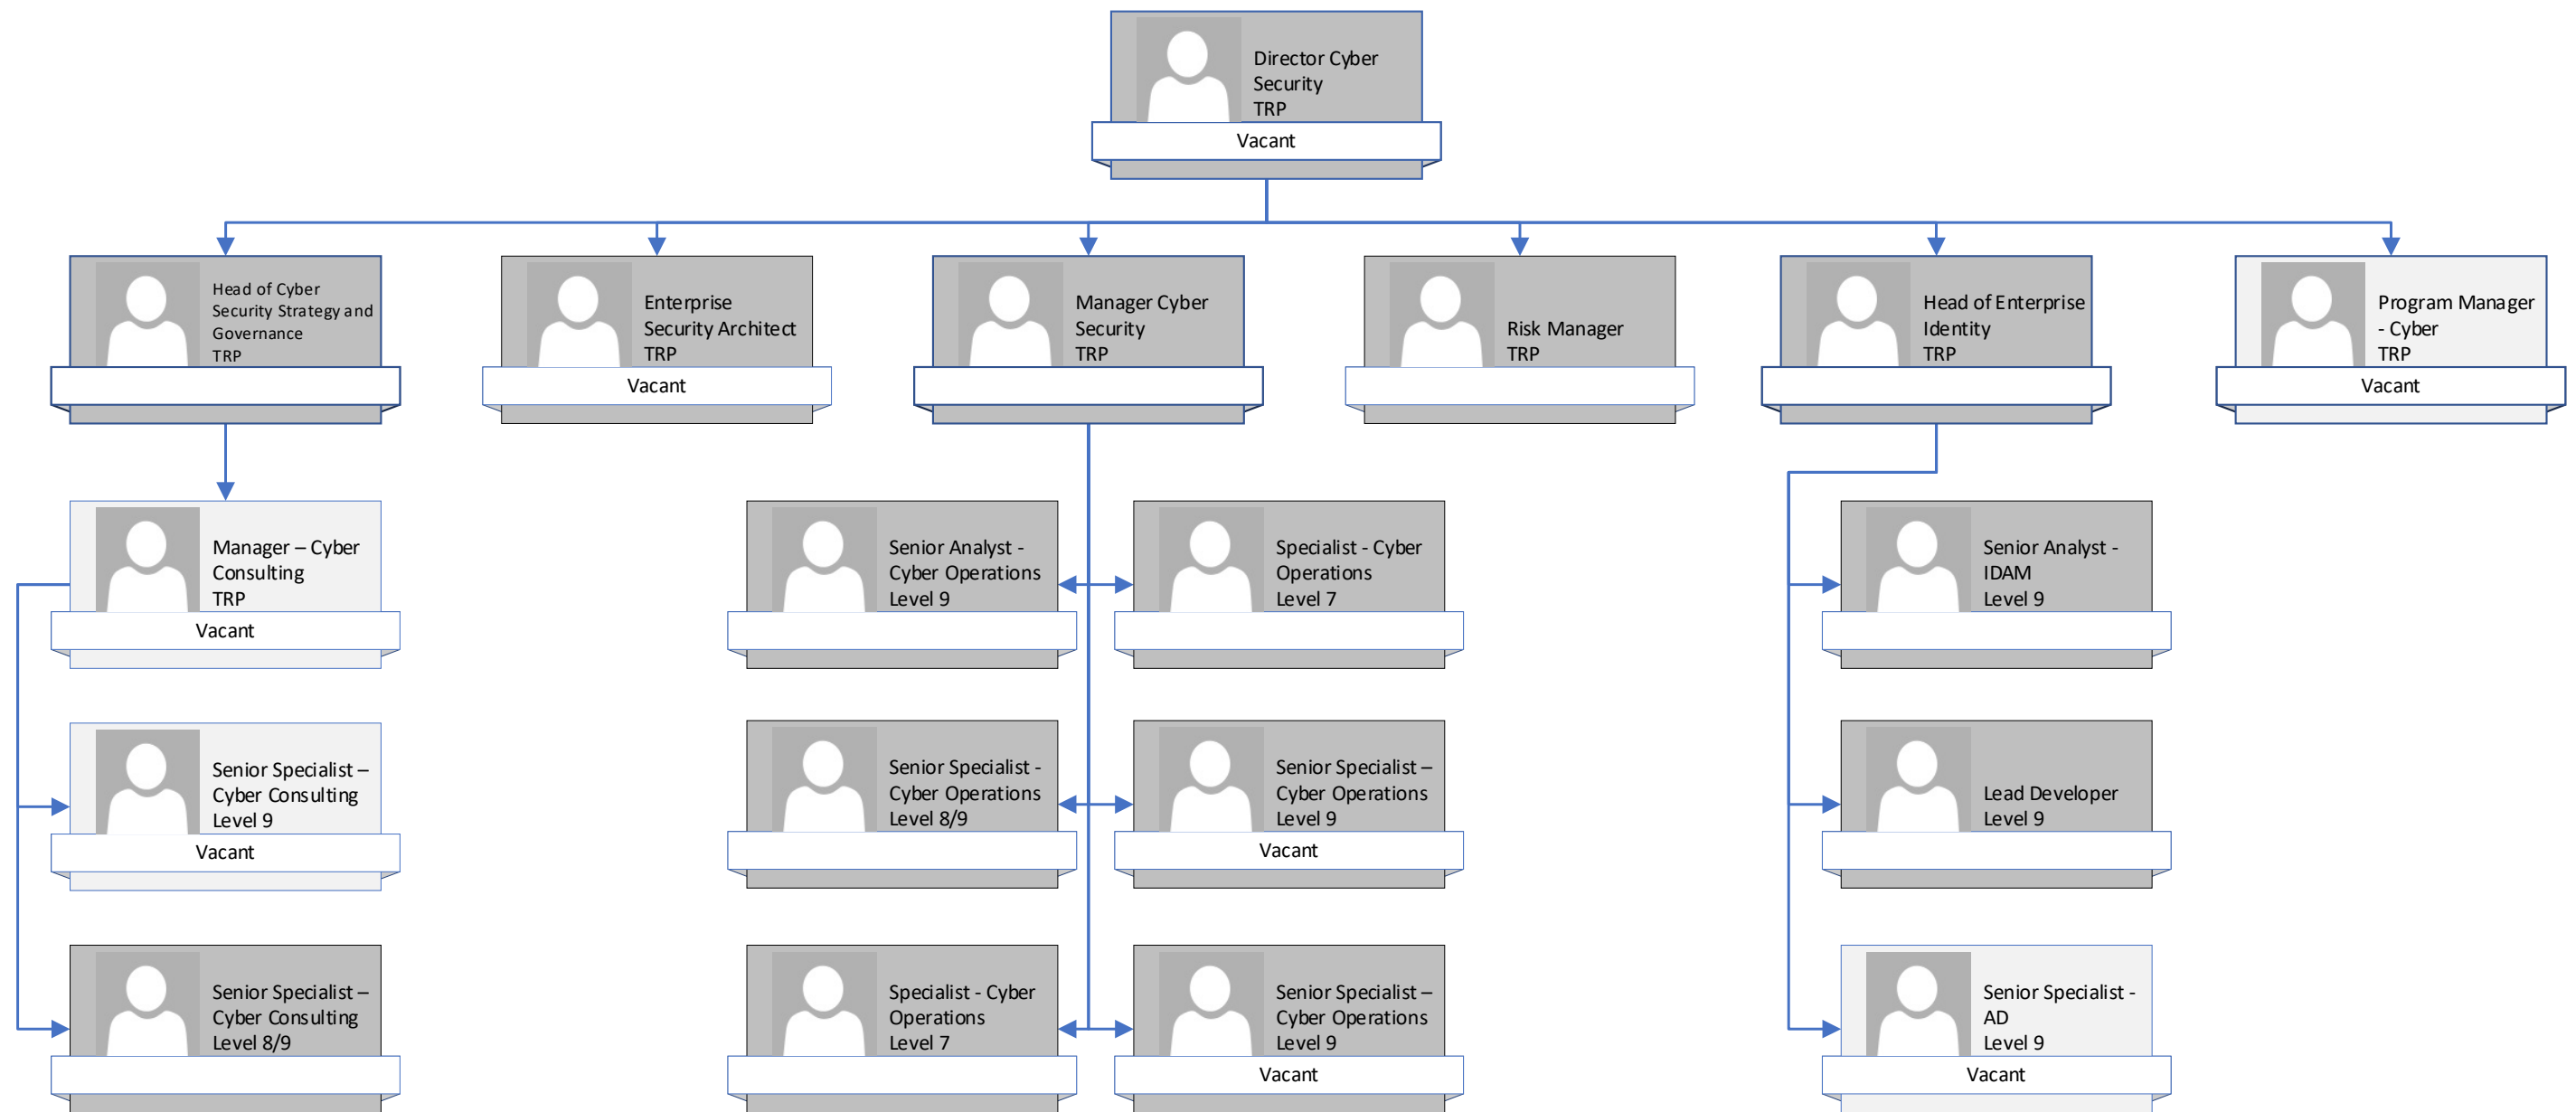 Director Cyber
Security
TRP
Vacant
Head of Cyber
Security Strategy and
Governance
TRP
Enterprise
Security Architect
TRP
Vacant
Manager Cyber
Security
TRP
Risk Manager
TRP
Head of Enterprise
Identity
TRP
Program Manager
- Cyber
TRP
Vacant
Manager – Cyber
Consulting
TRP
Vacant
Senior Analyst -
Cyber Operations
Level 9
Specialist - Cyber
Operations
Level 7
Senior Analyst -
IDAM
Level 9
Senior Specialist –
Cyber Consulting
Level 9
Vacant
Senior Specialist -
Cyber Operations
Level 8/9
Senior Specialist –
Cyber Operations
Level 9
Vacant
Lead Developer
Level 9
Senior Specialist –
Cyber Consulting
Level 8/9
Specialist - Cyber
Operations
Level 7
Senior Specialist –
Cyber Operations
Level 9
Vacant
Senior Specialist -
AD
Level 9
Vacant